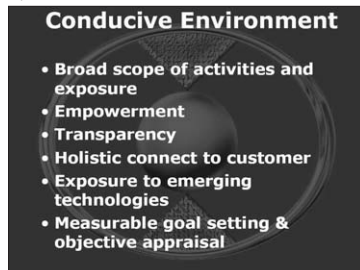 Conducive Environment
• Broad scope of activities and
exposure
• Empowerment
• Transparency
• Holistic connect to customer
• Exposure to emerging
technologies
• Measurable goal setting &
objective appraisal